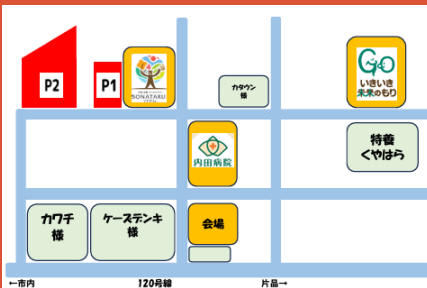 P2
P1
SONATARUE
カタウン
様
Go
いきいき
未来のもり
内田病院
特養
くやはら
カワチ
様
ケーズデンキ
様
会場
←市内
120号線
片品→